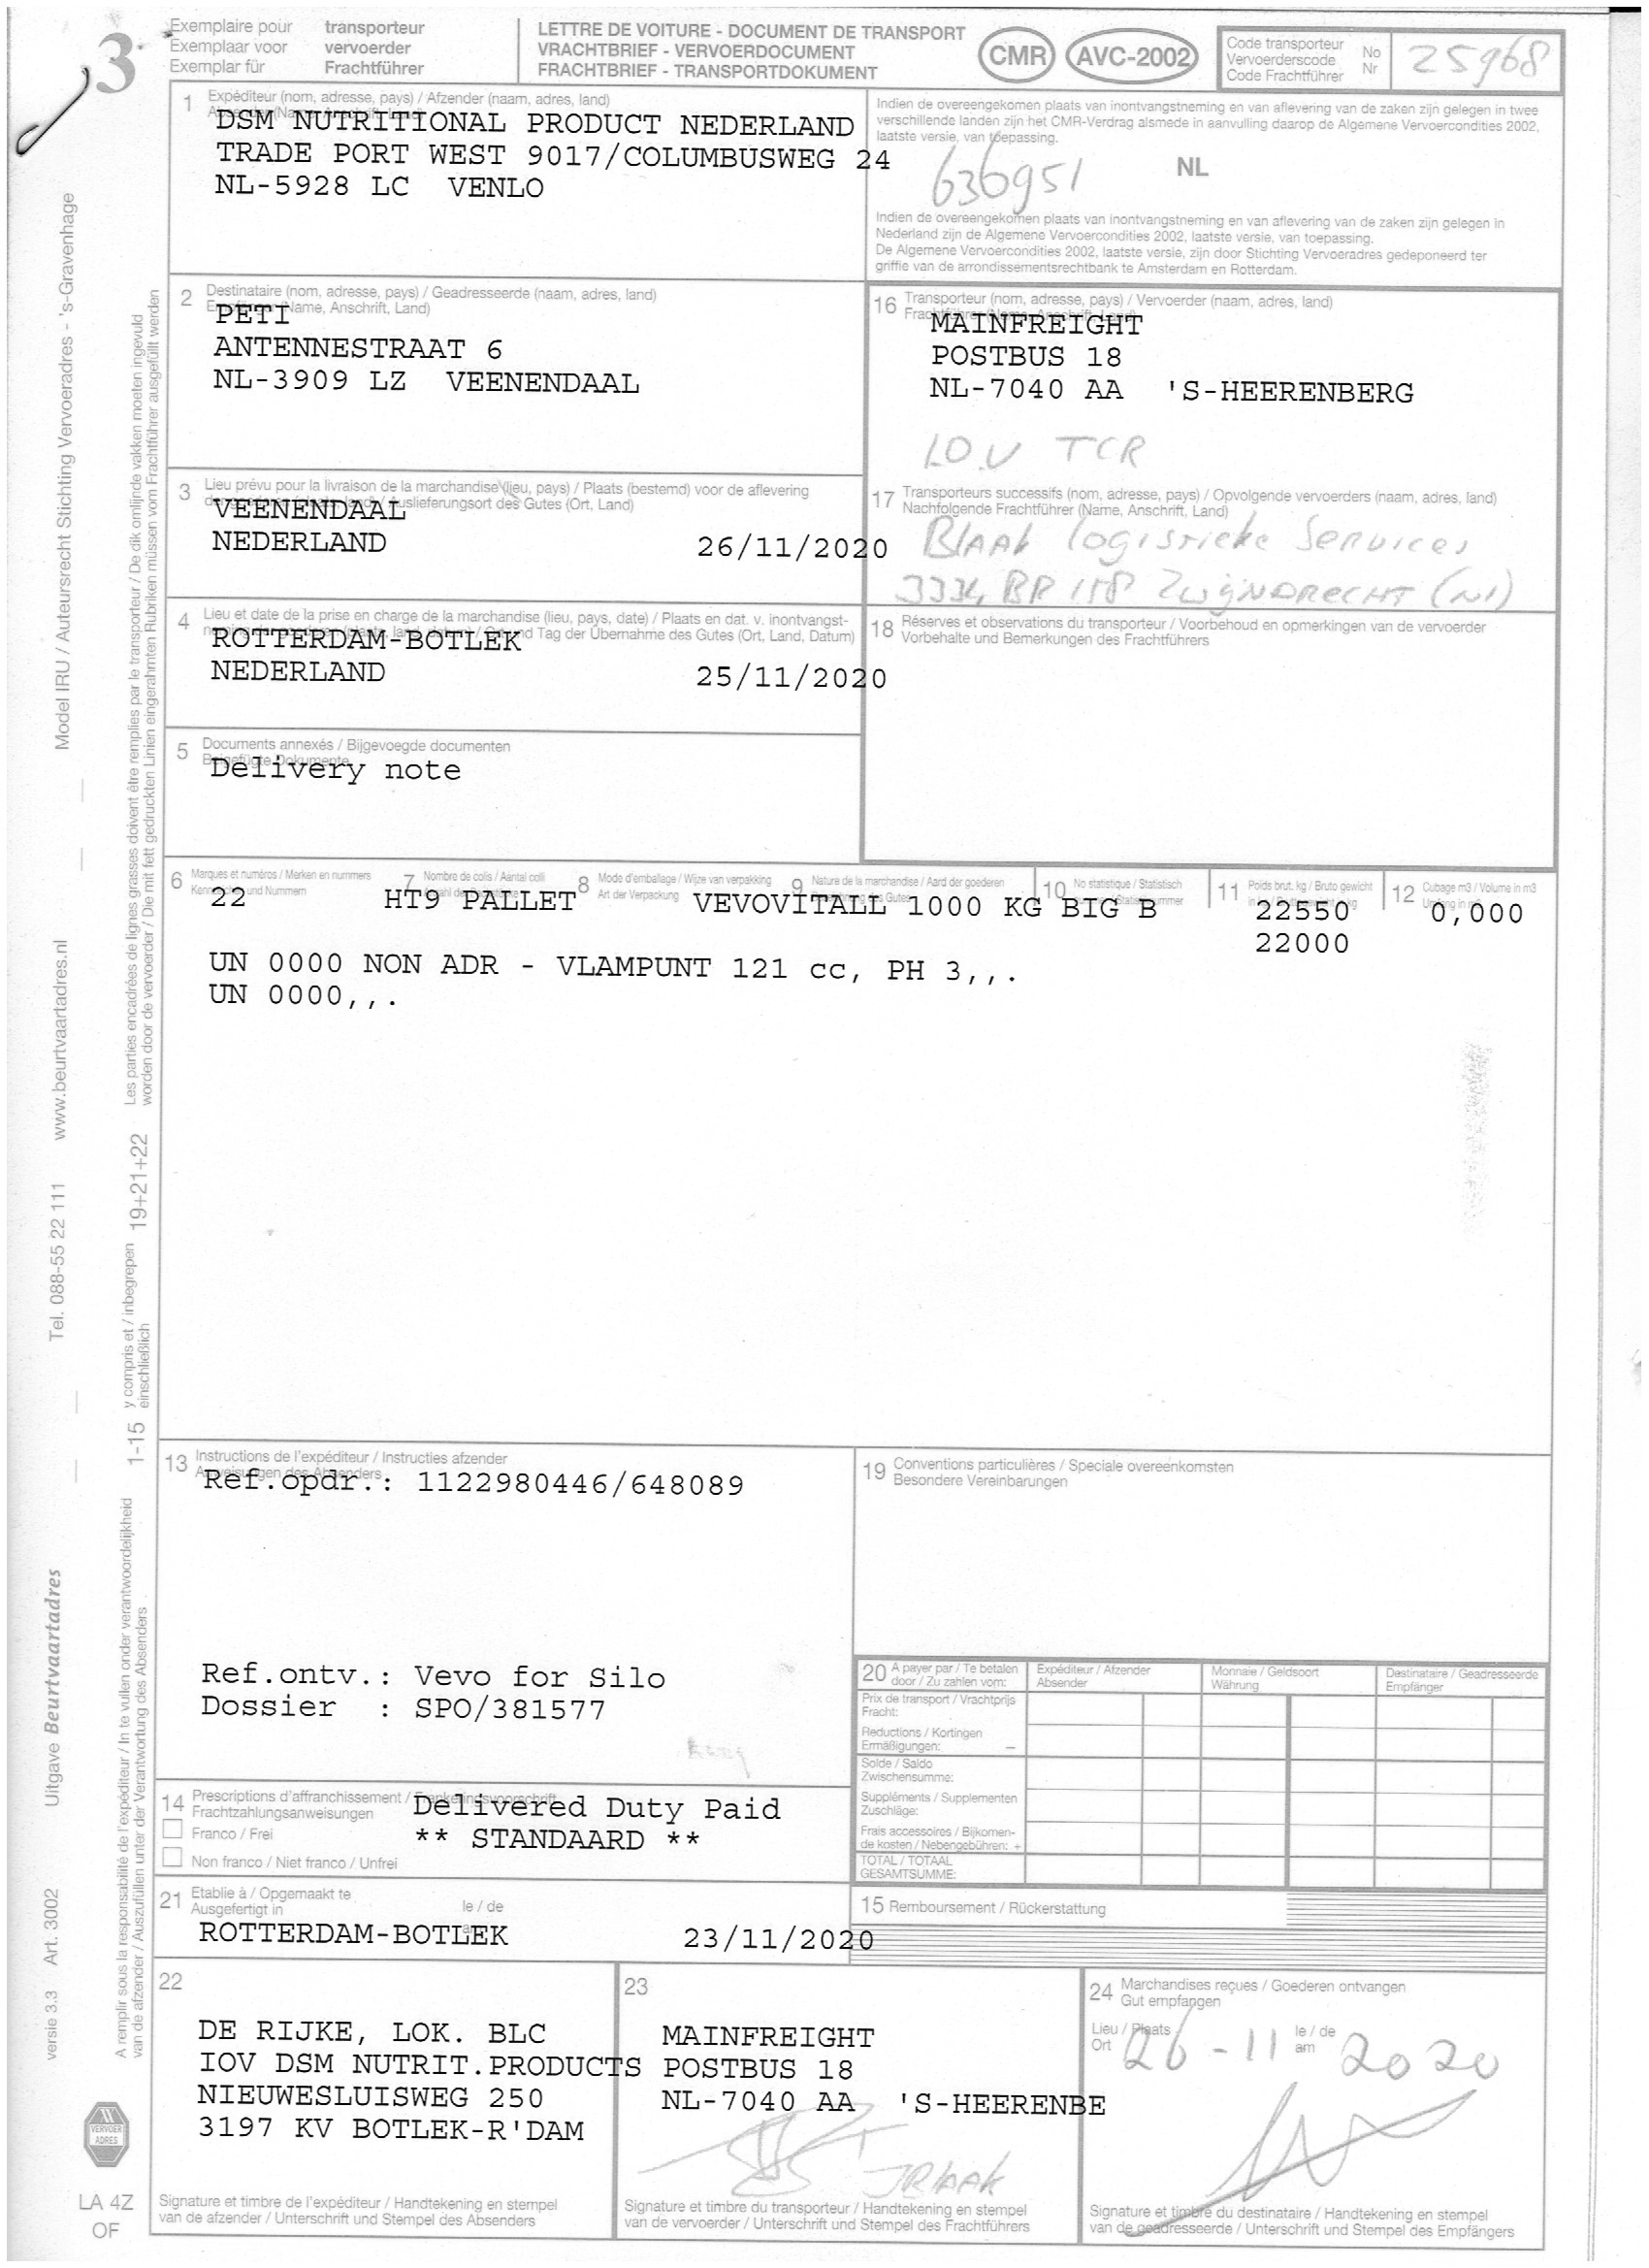 3
Exemplaire pour transporteur
Exemplaar voor vervoerder
Exemplar für Frachtführer
LETTRE DE VOITURE - DOCUMENT DE TRANSPORT
VRACHTBRIEF - VERVOERDOCUMENT
FRACHTBRIEF - TRANSPORTDOKUMENT
CMR AVC-2002
Code transporteur No
Vervoerderscode Nr
Code Frachtführer
25968
1 Expéditeur (nom, adresse, pays) / Afzender (naam, adres, land)
DSM NUTRITIONAL PRODUCT NEDERLAND
TRADE PORT WEST 9017/COLUMBUSWEG 24
NL-5928 LC VENLO
Indien de overeengekomen plaats van inontvangstneming en van aflevering van de zaken zijn gelegen in twee
verschillende landen zijn het CMR-Verdrag alsmede in aanvulling daarop de Algemene Vervoercondities 2002,
laatste versie, van toepassing.
636951
NL
Indien de overeengekomen plaats van inontvangstneming en van aflevering van de zaken zijn gelegen in
Nederland zijn de Algemene Vervoercondities 2002, laatste versie, van toepassing.
De Algemene Vervoercondities 2002, laatste versie, zijn door Stichting Vervoeradres gedeponeerd ter
griffie van de arrondissementsrechtbank te Amsterdam en Rotterdam.
2 Destinataire (nom, adresse, pays) / Geadresseerde (naam, adres, land)
Empfänger (Name, Anschrift, Land)
PETI
ANTENNESTRAAT 6
NL-3909 LZ VEENENDAAL
16 Transporteur (nom, adresse, pays) / Vervoerder (naam, adres, land)
MAINFREIGHT
POSTBUS 18
NL-7040 AA 'S-HEERENBERG
I.O.V TCR
3 Lieu prévu pour la livraison de la marchandise (lieu, pays) / Plaats (bestemd) voor de aflevering
Auslieferungsort des Gutes (Ort, Land)
VEENENDAAL
NEDERLAND 26/11/2020
17 Transporteurs successifs (nom, adresse, pays) / Opvolgende vervoerders (naam, adres, land)
Nachfolgende Frachtführer (Name, Anschrift, Land)
Blaak logistieke Services
3334 BR 158 Zwijndrecht (Nl)
4 Lieu et date de la prise en charge de la marchandise (lieu, pays, date) / Plaats en dat. v. inontvangst-
und Tag der Übernahme des Gutes (Ort, Land, Datum)
ROTTERDAM-BOTLEK
NEDERLAND 25/11/2020
18 Réserves et observations du transporteur / Voorbehoud en opmerkingen van de vervoerder
Vorbehalte und Bemerkungen des Frachtführers
5 Documents annexés / Bijgevoegde documenten
Beigefügte Dokumente
Delivery note
6 Marques et numéros / Merken en nummers
7 Nombre de colis / Aantal colli
8 Mode d'emballage / Wijze van verpakking
Art der Verpackung
9 Nature de la marchandise / Aard der goederen
10 No statistique / Statistisch
11 Poids brut. kg / Bruto gewicht
12 Cubage m3 / Volume in m3
22 HT9 PALLET VEVOVITALL 1000 KG BIG B 22550 0,000
22000
UN 0000 NON ADR - VLAMPUNT 121 cc, PH 3,,.
UN 0000,,.
13 Instructions de l'expéditeur / Instructies afzender
Anweisungen des Absenders
Ref.opdr.: 1122980446/648089
Ref.ontv.: Vevo for Silo
Dossier : SPO/381577
19 Conventions particulières / Speciale overeenkomsten
Besondere Vereinbarungen
20 A payer par / Te betalen
door / Zu zahlen vom:
Expéditeur / Afzender
Absender
Monnaie / Geldsoort
Währung
Destinataire / Geadresseerde
Empfänger
Prix de transport / Vrachtprijs
Fracht:
Reductions / Kortingen
Ermäßigungen: –
Solde / Saldo
Zwischensumme:
Suppléments / Supplementen
Zuschläge:
Frais accessoires / Bijkomen-
de kosten / Nebengebühren: +
TOTAL / TOTAAL
GESAMTSUMME:
14 Prescriptions d'affranchissement / Frankeringsvoorschrift
Frachtzahlungsanweisungen
Franco / Frei
Non franco / Niet franco / Unfrei
Delivered Duty Paid
** STANDAARD **
21 Etablie à / Opgemaakt te le / de
Ausgefertigt in am
ROTTERDAM-BOTLEK 23/11/2020
15 Remboursement / Rückerstattung
22
DE RIJKE, LOK. BLC
IOV DSM NUTRIT.PRODUCTS
NIEUWESLUISWEG 250
3197 KV BOTLEK-R'DAM
Signature et timbre de l'expéditeur / Handtekening en stempel
van de afzender / Unterschrift und Stempel des Absenders
23
MAINFREIGHT
POSTBUS 18
NL-7040 AA 'S-HEERENBE
JBlaak
Signature et timbre du transporteur / Handtekening en stempel
van de vervoerder / Unterschrift und Stempel des Frachtführers
24 Marchandises reçues / Goederen ontvangen
Gut empfangen
Lieu / Plaats le / de
Ort am
26-11 2020
Signature et timbre du destinataire / Handtekening en stempel
van de geadresseerde / Unterschrift und Stempel des Empfängers
Model IRU / Auteursrecht Stichting Vervoeradres - 's-Gravenhage
www.beurtvaartadres.nl
Tel. 088-55 22 111
Uitgave Beurtvaartadres
Art. 3002
versie 3.3
Les parties encadrées de lignes grasses doivent être remplies par le transporteur / De dik omlijnde vakken moeten ingevuld
worden door de vervoerder / Die mit fett gedruckten Linien eingerahmten Rubriken müssen vom Frachtführer ausgefüllt werden
1-15 y compris et / inbegrepen 19+21+22
einschließlich
A remplir sous la responsabilité de l'expéditeur / In te vullen onder verantwoordelijkheid
van de afzender / Auszufüllen unter der Verantwortung des Absenders
VERVOER
ADRES
LA 4Z
OF